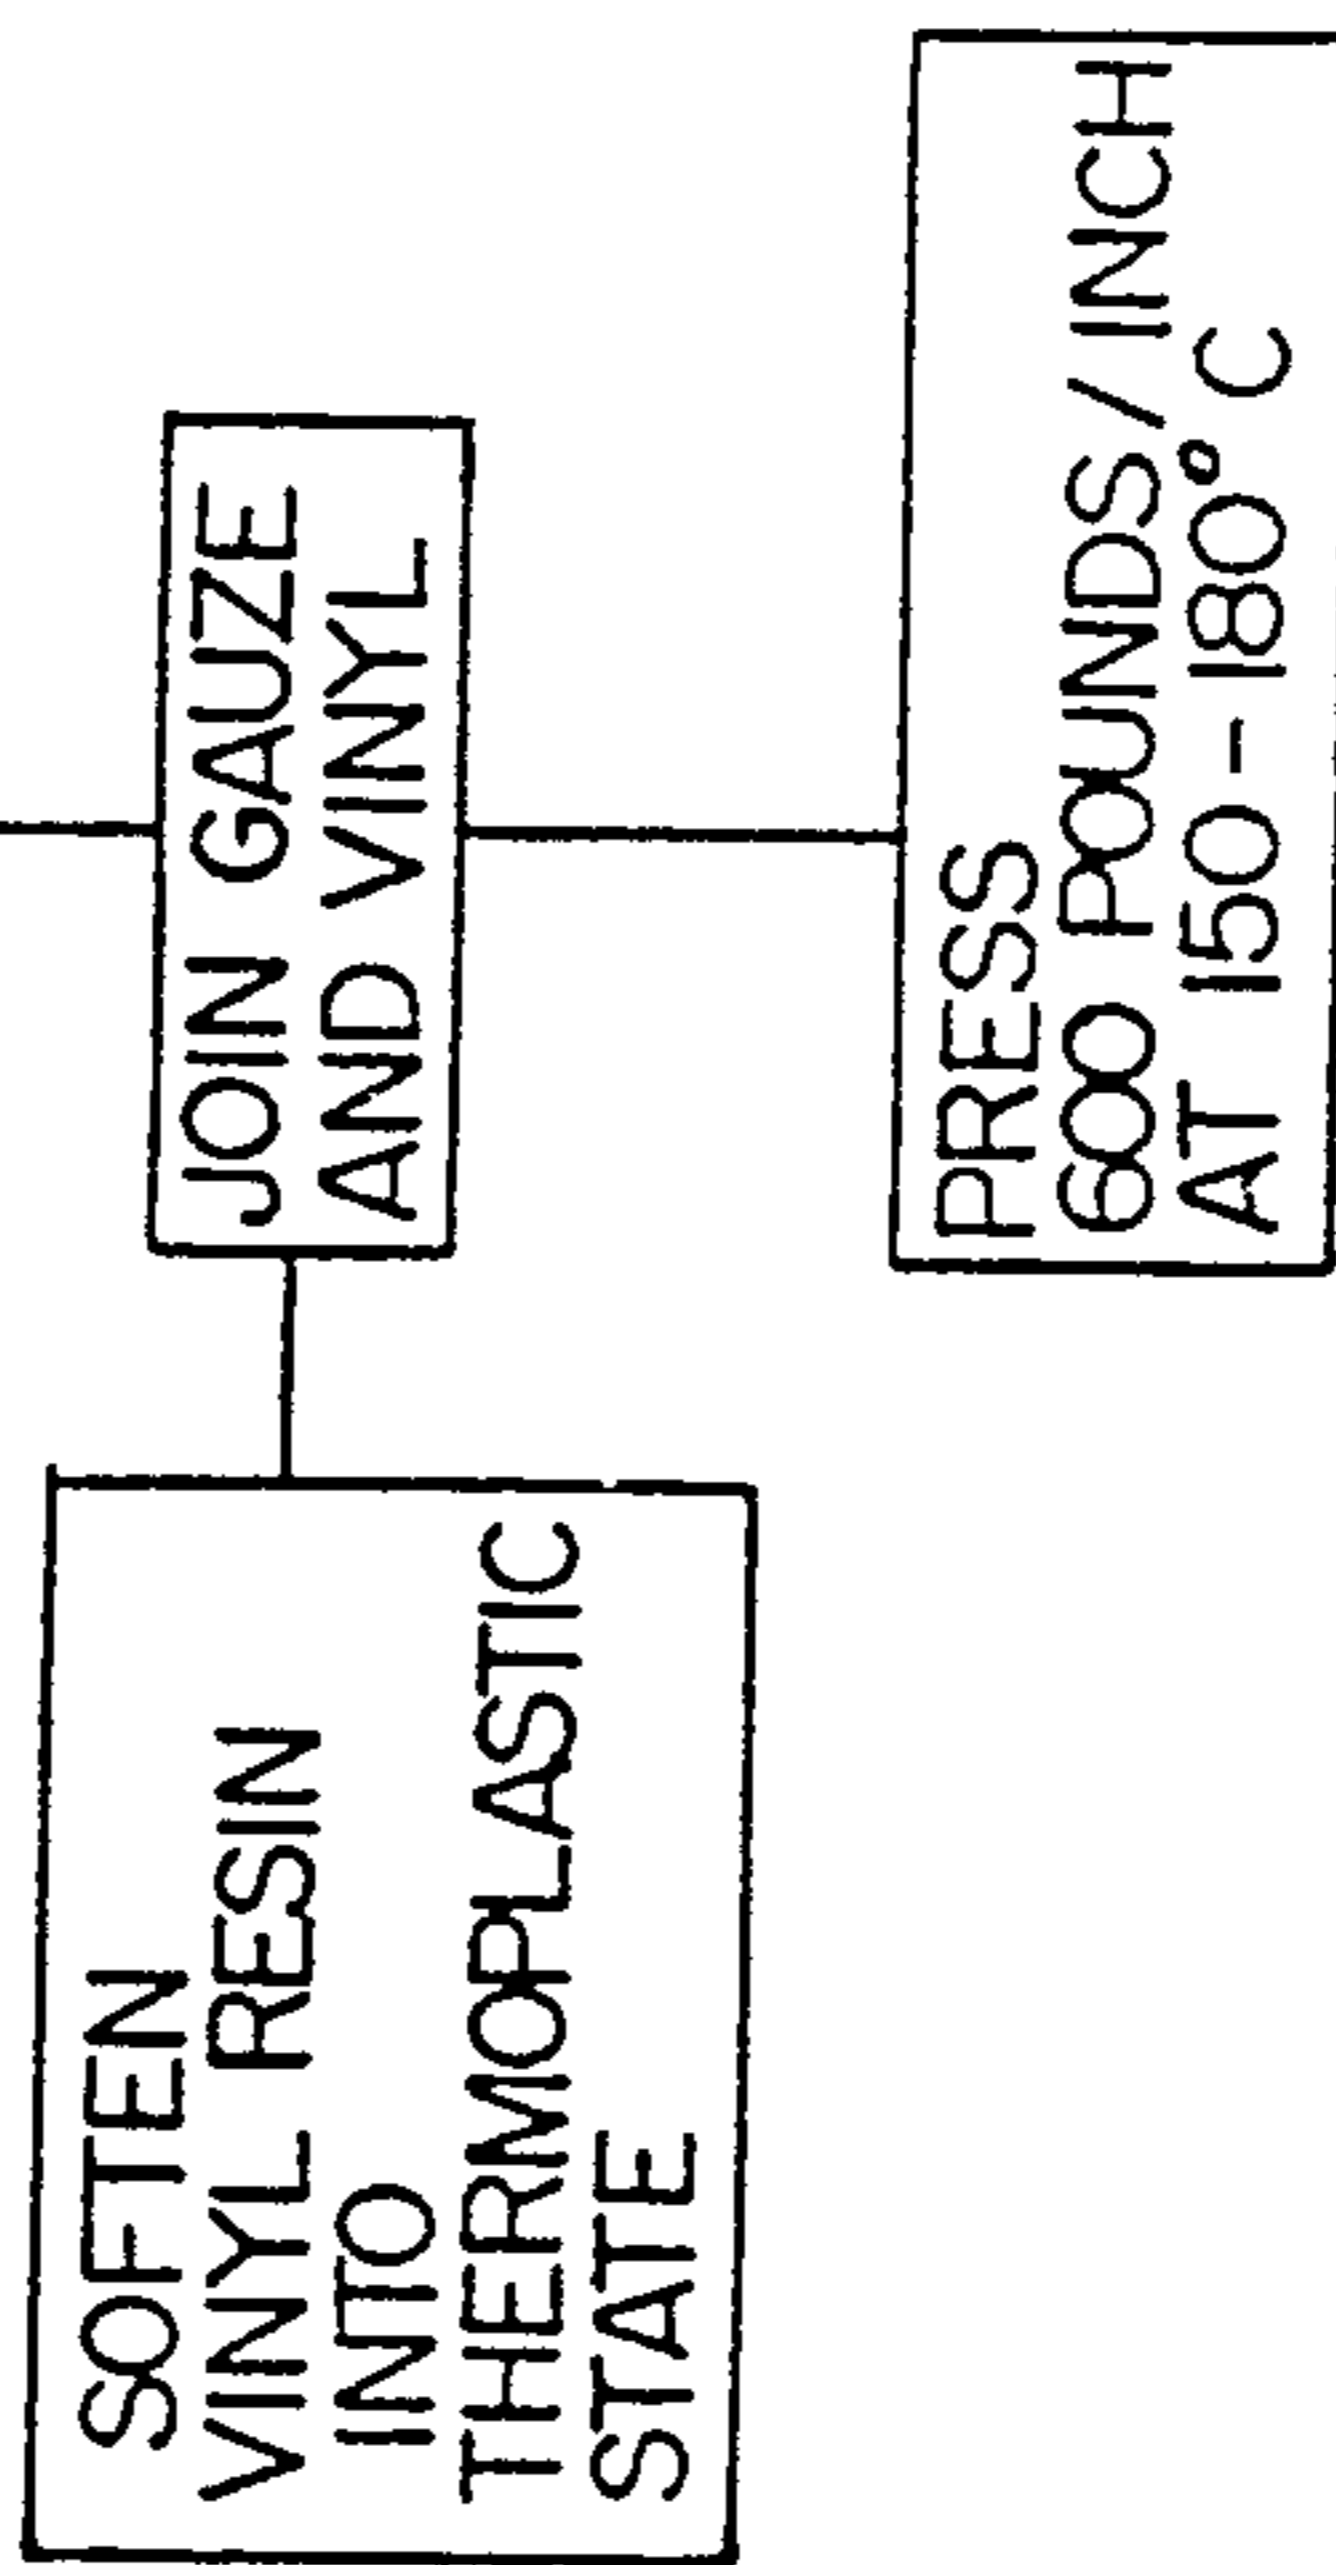 SOFTEN
VINYL RESIN
INTO
THERMOPLASTIC
STATE
JOIN GAUZE
AND VINYL
PRESS
600 POUNDS/INCH
AT 150-180° C